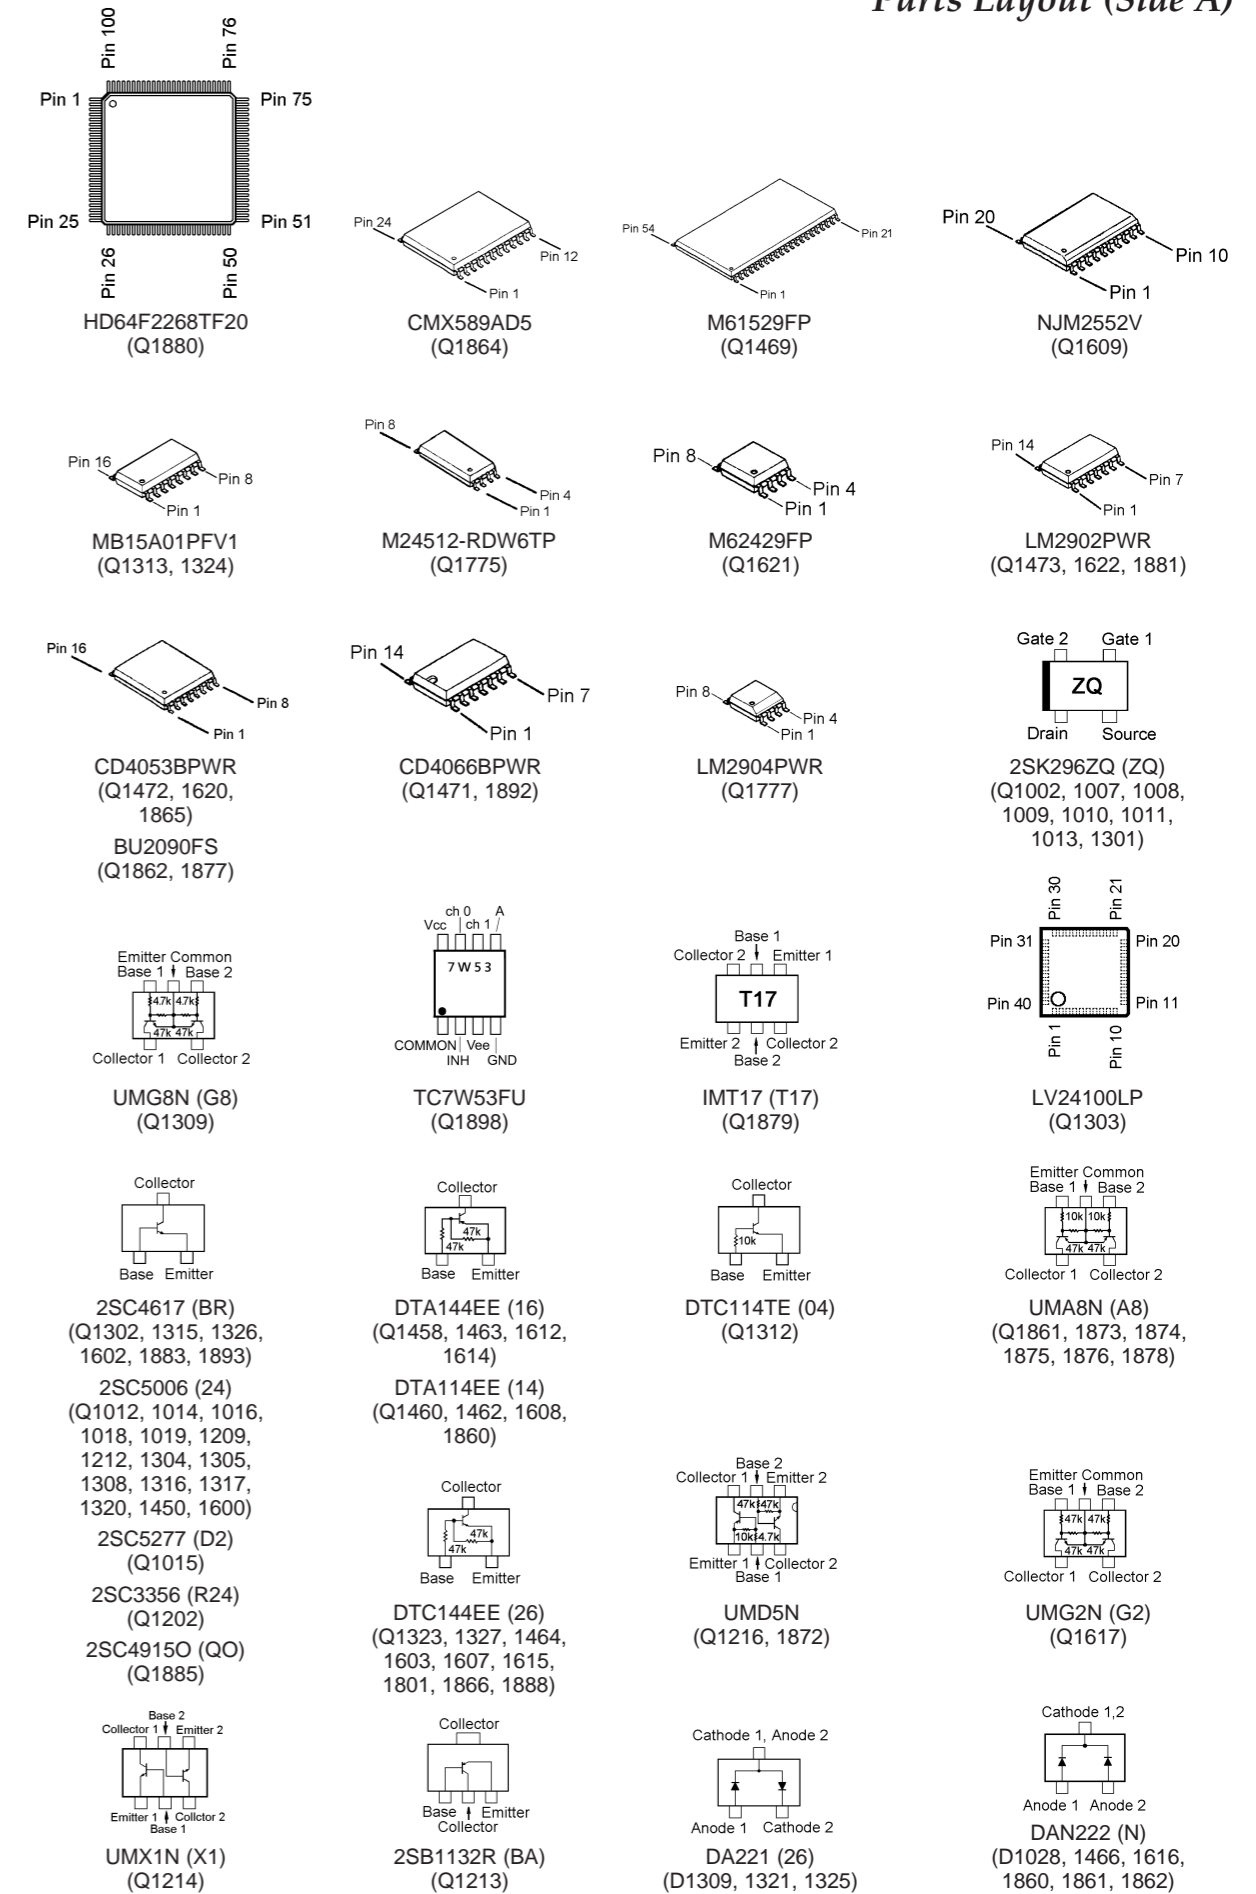 Parts Layout (Side A)
Pin 100
Pin 76
Pin 1
Pin 75
Pin 25
Pin 51
Pin 26
Pin 50
HD64F2268TF20
(Q1880)
Pin 24
Pin 12
Pin 1
CMX589AD5
(Q1864)
Pin 54
Pin 21
Pin 1
M61529FP
(Q1469)
Pin 20
Pin 10
Pin 1
NJM2552V
(Q1609)
Pin 16
Pin 8
Pin 1
MB15A01PFV1
(Q1313, 1324)
Pin 8
Pin 4
Pin 1
M24512-RDW6TP
(Q1775)
Pin 8
Pin 4
Pin 1
M62429FP
(Q1621)
Pin 14
Pin 7
Pin 1
LM2902PWR
(Q1473, 1622, 1881)
Pin 16
Pin 8
Pin 1
CD4053BPWR
(Q1472, 1620,
1865)
BU2090FS
(Q1862, 1877)
Pin 14
Pin 7
Pin 1
CD4066BPWR
(Q1471, 1892)
Pin 8
Pin 4
Pin 1
LM2904PWR
(Q1777)
Gate 2 Gate 1
ZQ
Drain Source
2SK296ZQ (ZQ)
(Q1002, 1007, 1008,
1009, 1010, 1011,
1013, 1301)
Emitter Common
Base 1 Base 2
4.7k 4.7k
47k 47k
Collector 1 Collector 2
UMG8N (G8)
(Q1309)
ch 0 A
Vcc ch 1
7W53
COMMON Vee
INH GND
TC7W53FU
(Q1898)
Base 1
Collector 2 Emitter 1
T17
Emitter 2 Collector 2
Base 2
IMT17 (T17)
(Q1879)
Pin 30
Pin 21
Pin 31
Pin 20
Pin 40
Pin 11
Pin 1
Pin 10
LV24100LP
(Q1303)
Collector
Base Emitter
2SC4617 (BR)
(Q1302, 1315, 1326,
1602, 1883, 1893)
2SC5006 (24)
(Q1012, 1014, 1016,
1018, 1019, 1209,
1212, 1304, 1305,
1308, 1316, 1317,
1320, 1450, 1600)
2SC5277 (D2)
(Q1015)
2SC3356 (R24)
(Q1202)
2SC4915O (QO)
(Q1885)
Collector
47k
47k
Base Emitter
DTA144EE (16)
(Q1458, 1463, 1612,
1614)
DTA114EE (14)
(Q1460, 1462, 1608,
1860)
Collector
47k
47k
Base Emitter
DTC144EE (26)
(Q1323, 1327, 1464,
1603, 1607, 1615,
1801, 1866, 1888)
Collector
10k
Base Emitter
DTC114TE (04)
(Q1312)
Emitter Common
Base 1 Base 2
10k 10k
47k 47k
Collector 1 Collector 2
UMA8N (A8)
(Q1861, 1873, 1874,
1875, 1876, 1878)
Base 2
Collector 1 Emitter 2
47k 47k
10k 4.7k
Emitter 1 Collector 2
Base 1
UMD5N
(Q1216, 1872)
Emitter Common
Base 1 Base 2
47k 47k
47k 47k
Collector 1 Collector 2
UMG2N (G2)
(Q1617)
Base 2
Collector 1 Emitter 2
Emitter 1 Collctor 2
Base 1
UMX1N (X1)
(Q1214)
Collector
Base Emitter
Collector
2SB1132R (BA)
(Q1213)
Cathode 1, Anode 2
Anode 1 Cathode 2
DA221 (26)
(D1309, 1321, 1325)
Cathode 1,2
Anode 1 Anode 2
DAN222 (N)
(D1028, 1466, 1616,
1860, 1861, 1862)